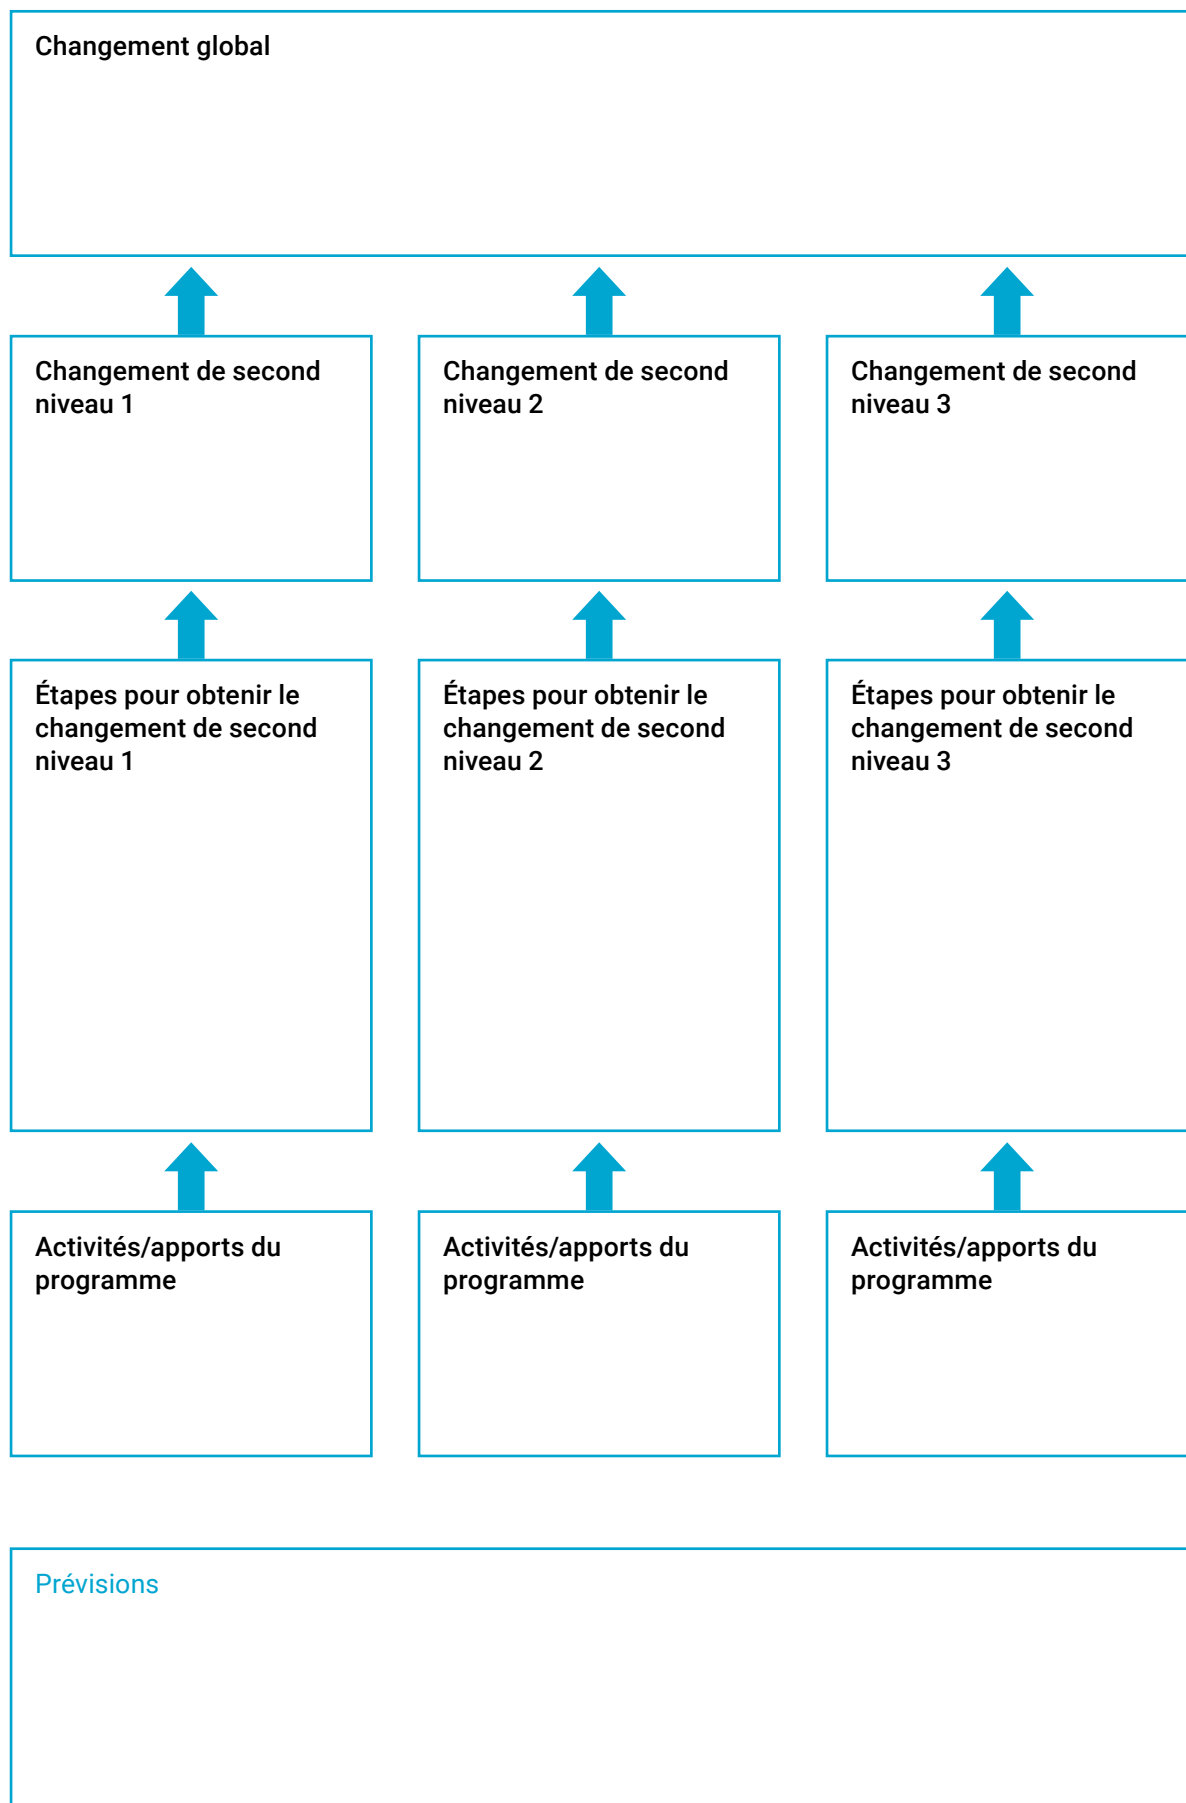 Changement global
Changement de second
niveau 1
Changement de second
niveau 2
Changement de second
niveau 3
Étapes pour obtenir le
changement de second
niveau 1
Étapes pour obtenir le
changement de second
niveau 2
Étapes pour obtenir le
changement de second
niveau 3
Activités/apports du
programme
Activités/apports du
programme
Activités/apports du
programme
Prévisions